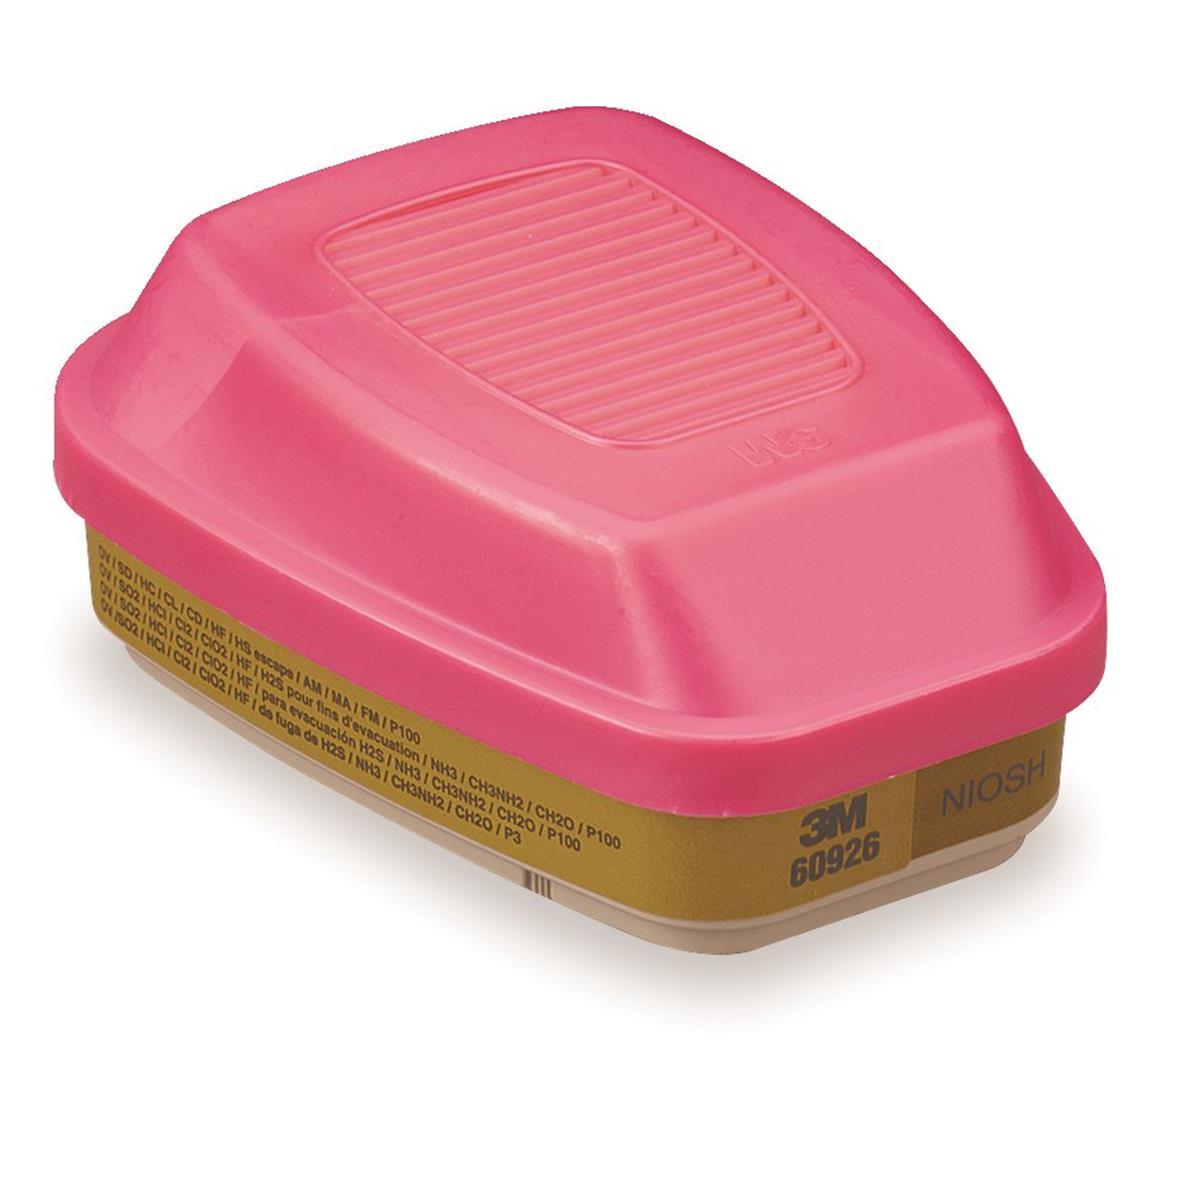 3M
OV / SD / HC / CL / CD / HF / HS escape / AM / MA / FM / P100
OV / SO2 / HCl / Cl2 / ClO2 / HF / H2S pour fins d'evacuation / NH3 / CH3NH2 / CH2O / P100
OV / SO2 / HCl / Cl2 / ClO2 / HF / para evacuación H2S / NH3 / CH3NH2 / CH2O / P100
OV /SO2 / HCl / Cl2 / ClO2 / HF / de fuga de H2S / NH3 / CH3NH2 / CH2O / P3
3M
60926
NIOSH